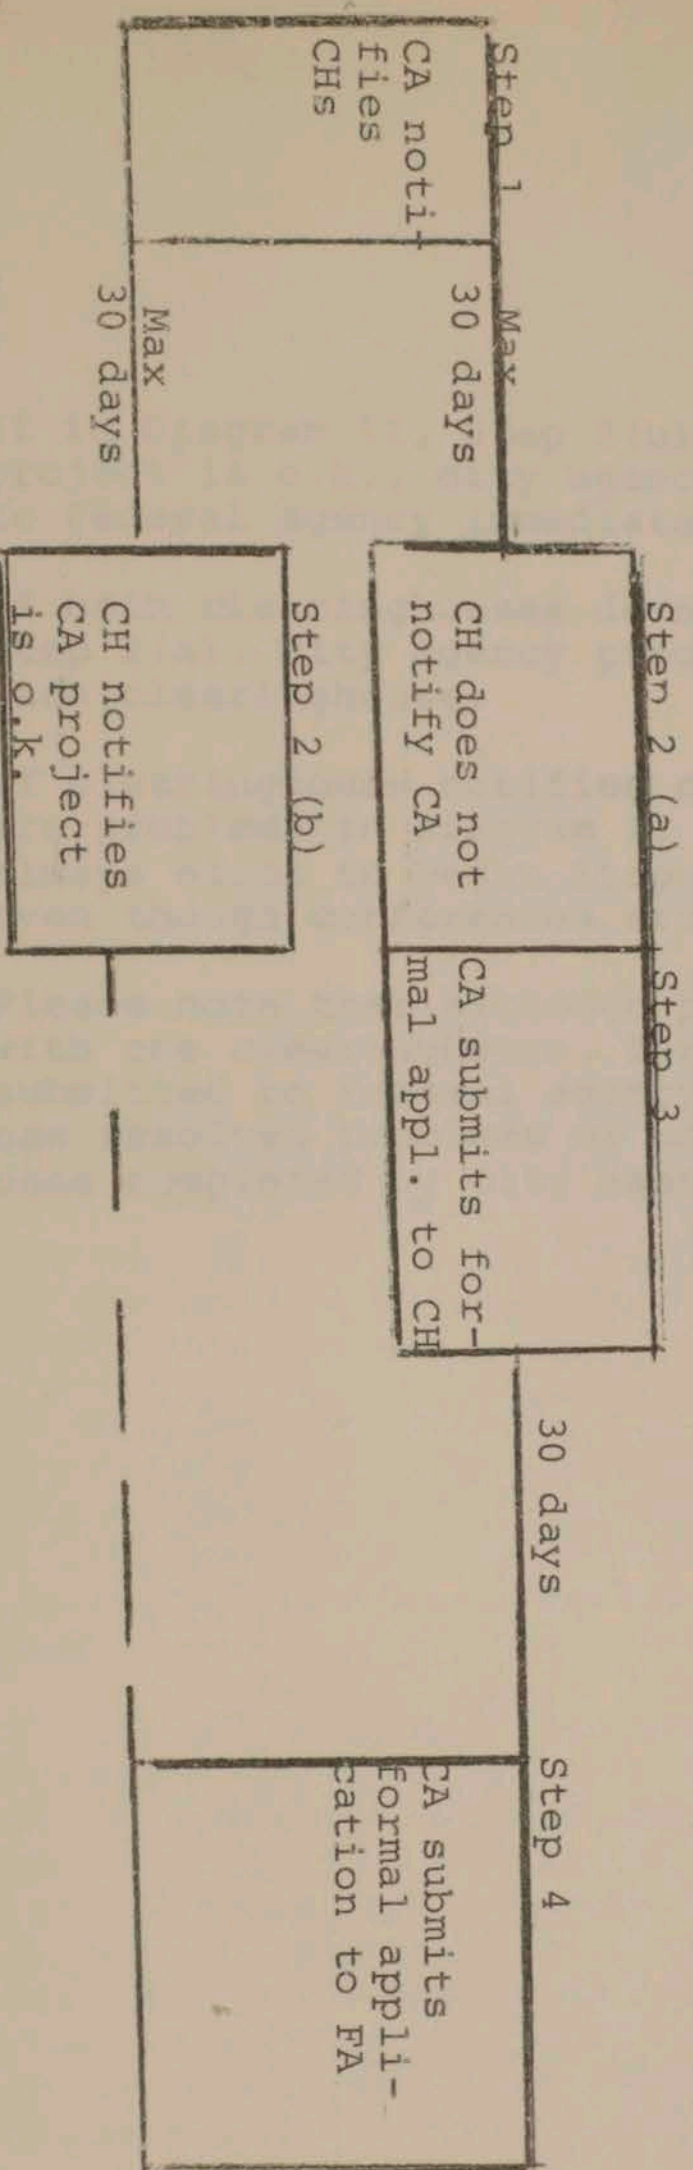 Step 1
CA noti-
fies
CHs
Max
30 days
Max
30 days
Step 2 (a)
CH does not
notify CA
Step 2 (b)
CH notifies
CA project
is o.k.
Step 3
CA submits for-
mal appl. to CH
30 days
Step 4
CA submits
formal appli-
cation to FA